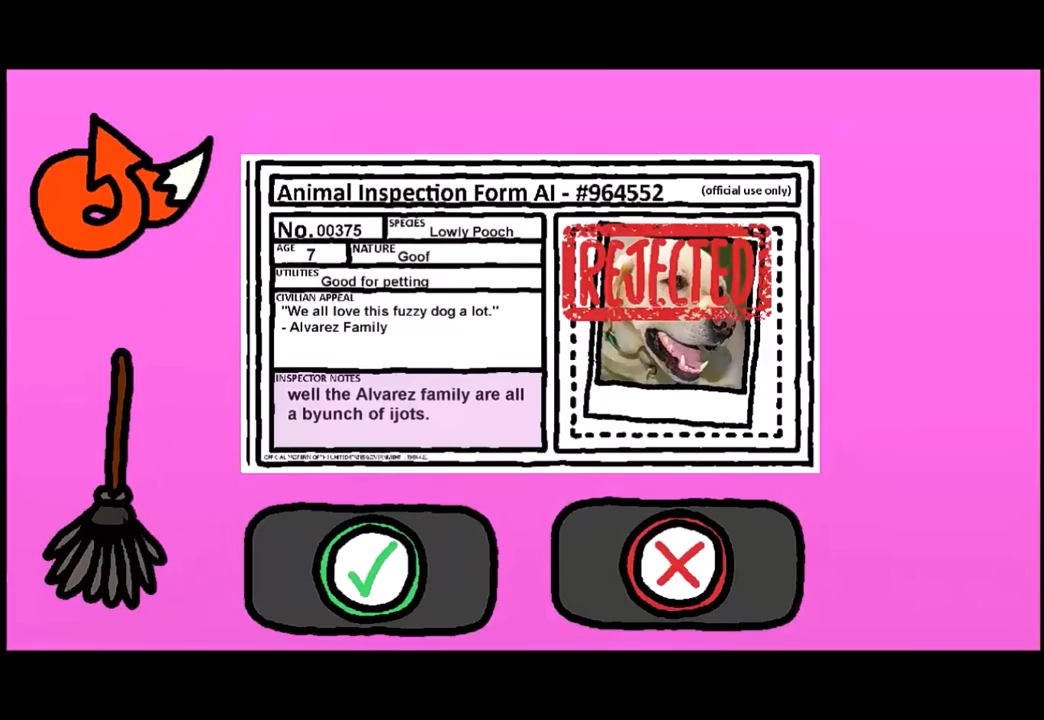 Animal Inspection Form AI - #964552 (official use only)
No. 00375 SPECIES Lowly Pooch
AGE 7 NATURE Goof
UTILITIES Good for petting
CIVILIAN APPEAL
"We all love this fuzzy dog a lot."
- Alvarez Family
INSPECTOR NOTES
well the Alvarez family are all
a byunch of ijots.
REJECTED